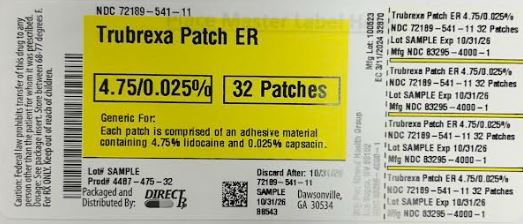 NDC 72189-541-11
Trubrexa Patch ER
4.75/0.025%
32 Patches
Generic For:
Each patch is comprised of an adhesive material
containing 4.75% lidocaine and 0.025% capsacin.
Caution: Federal law prohibits transfer of this drug to any
person other than the patient for whom it was prescribed.
Dosage: See package insert. Store between 68-77 degrees F.
For RX ONLY. Keep out of reach of children.
Lot# SAMPLE
Prod# 4487-475-32
Packaged and
Distributed By:
DIRECT Rx
Discard After: 10/31/26
72189-541-11
SAMPLE
10/31/26
Dawsonville,
GA 30534
Mfg Lot: 100523
EC 3/11/2024
Trubrexa Patch ER 4.75/0.025%
NDC 72189-541-11 32 Patches
Lot SAMPLE Exp 10/31/26
Mfg NDC 83295-4000-1
Trubrexa Patch ER 4.75/0.025%
NDC 72189-541-11 32 Patches
Lot SAMPLE Exp 10/31/26
Mfg NDC 83295-4000-1
Trubrexa Patch ER 4.75/0.025%
NDC 72189-541-11 32 Patches
Lot SAMPLE Exp 10/31/26
Mfg NDC 83295-4000-1
Trubrexa Patch ER 4.75/0.025%
NDC 72189-541-11 32 Patches
Lot SAMPLE Exp 10/31/26
Mfg NDC 83295-4000-1